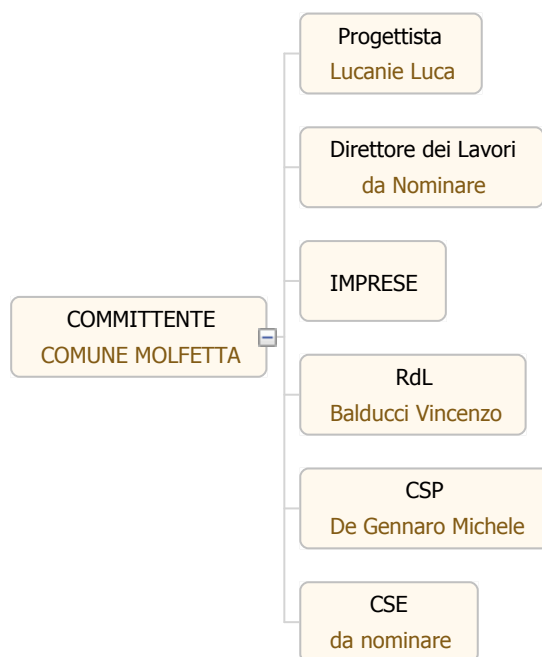 Progettista
Lucanie Luca
Direttore dei Lavori
da Nominare
IMPRESE
COMMITTENTE
COMUNE MOLFETTA
RdL
Balducci Vincenzo
CSP
De Gennaro Michele
CSE
da nominare